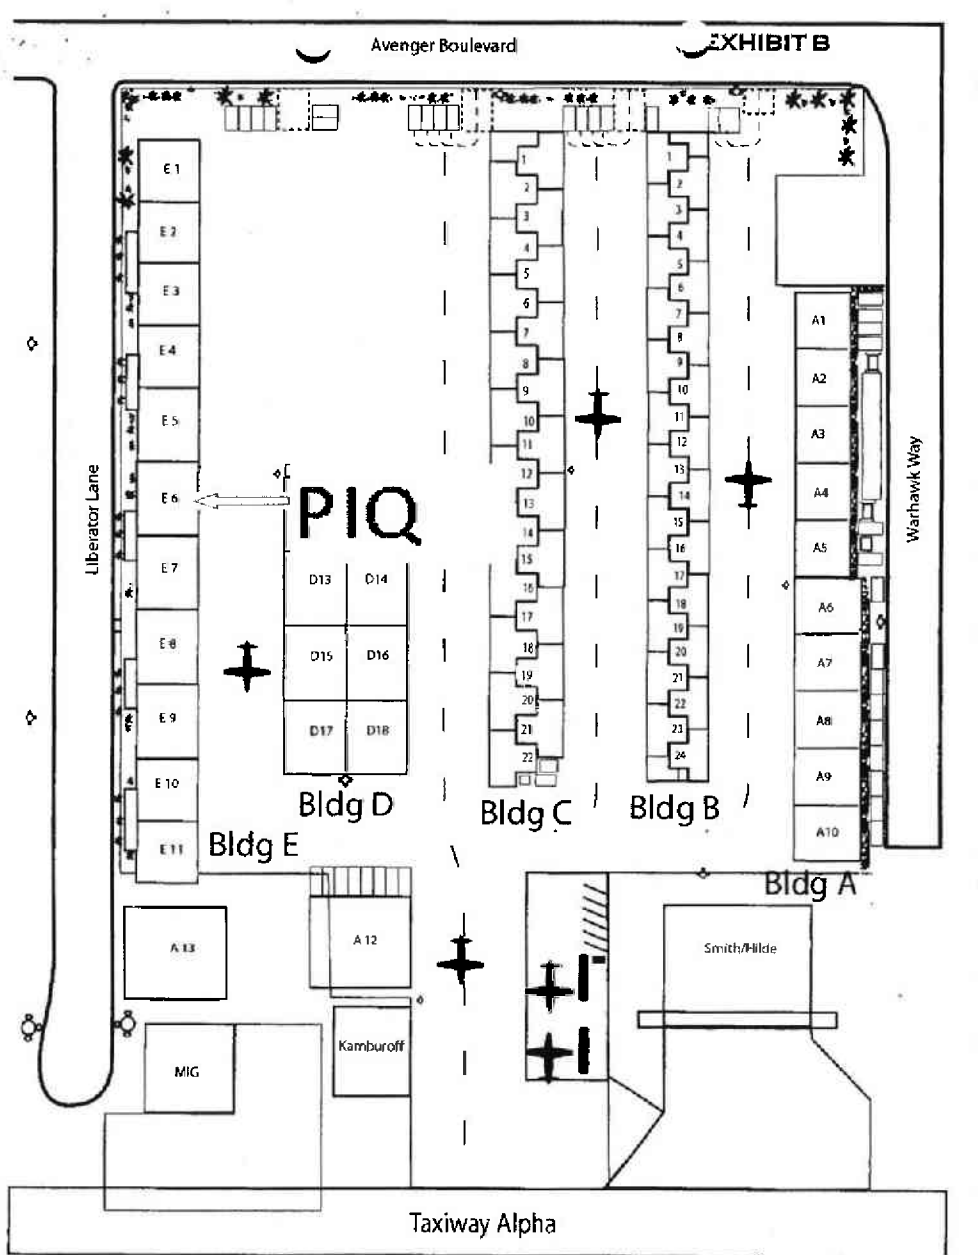 Avenger Boulevard
EXHIBIT B
E 1
E 2
E 3
E 4
E 5
E 6
E 7
E 8
E 9
E 10
E 11
Bldg E
Liberator Lane
PIQ
D13 D14
D15 D16
D17 D18
Bldg D
1
2
3
4
5
6
7
8
9
10
11
12
13
14
15
16
17
18
19
20
21
22
Bldg C
1
2
3
4
5
6
7
8
9
10
11
12
13
14
15
16
17
18
19
20
21
22
23
24
Bldg B
A1
A2
A3
A4
A5
A6
A7
A8
A9
A10
Bldg A
Warhawk Way
A 13
A 12
Smith/Hilde
Kamburoff
MIG
Taxiway Alpha